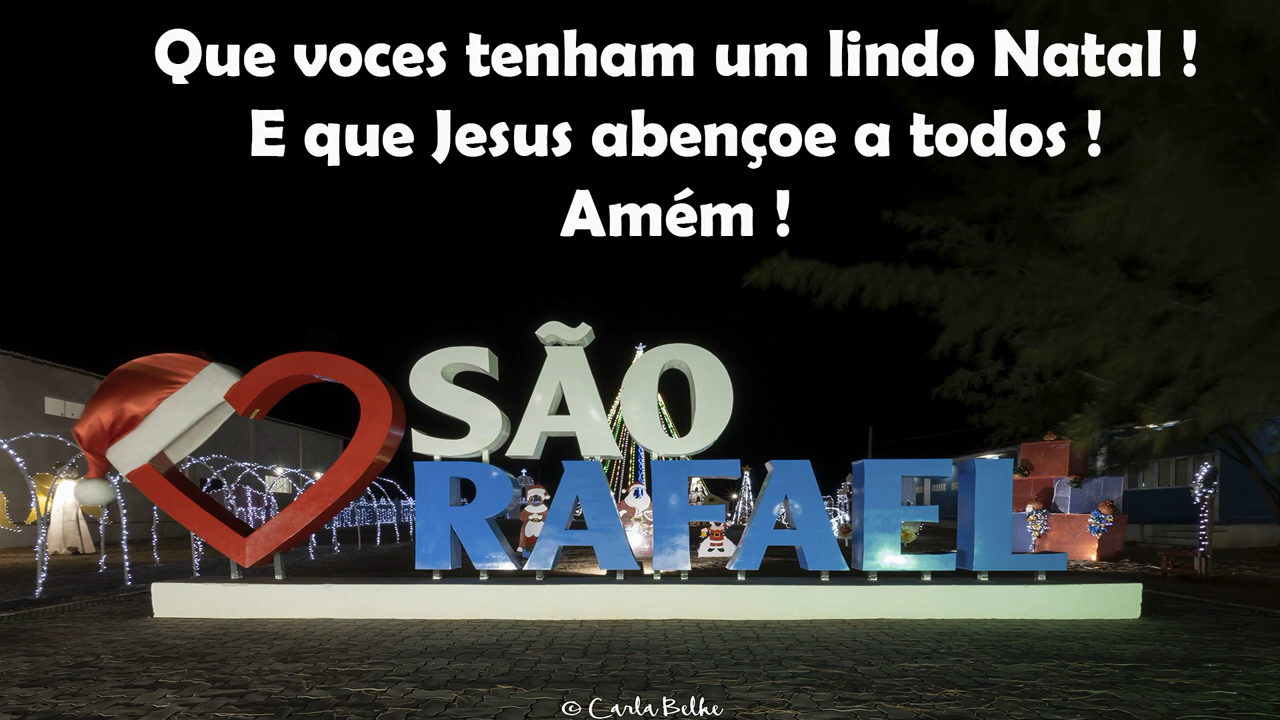 Que voces tenham um lindo Natal !
E que Jesus abençoe a todos !
Amém !
SÃO
RAFAEL
© Carla Belke